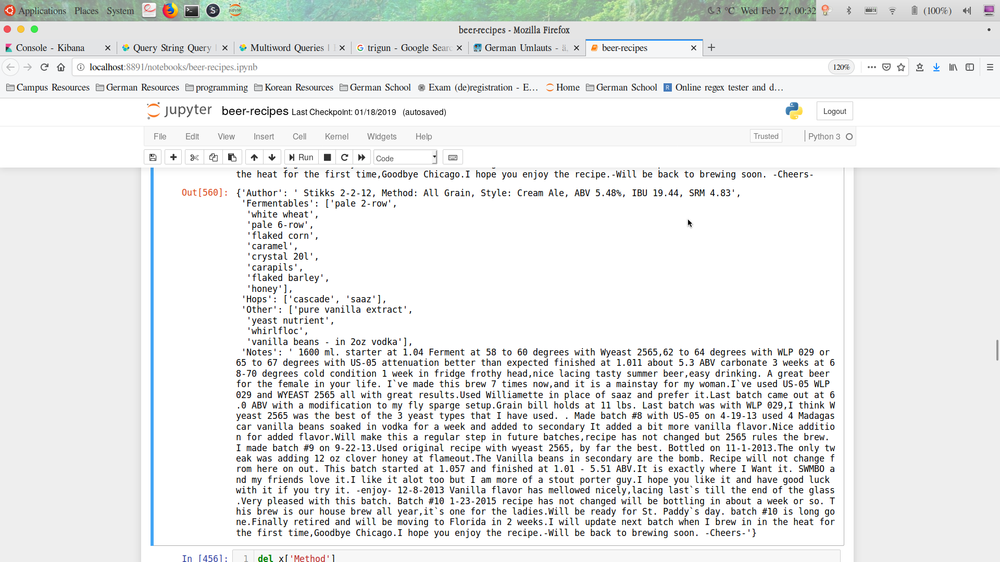 Applications Places System 3 °C Wed Feb 27, 00:32 (100%)
beer-recipes - Mozilla Firefox
Console - Kibana Query String Query Multiword Queries | trigun - Google Searc German Umlauts - ä, beer-recipes
localhost:8891/notebooks/beer-recipes.ipynb 120%
Campus Resources German Resources programming Korean Resources German School Exam (de)registration - E… Home German School R Online regex tester and d…
jupyter beer-recipes Last Checkpoint: 01/18/2019 (autosaved) Logout
File Edit View Insert Cell Kernel Widgets Help Trusted Python 3
Run Code
the heat for the first time,Goodbye Chicago.I hope you enjoy the recipe.-Will be back to brewing soon. -Cheers-
Out[560]: {'Author': ' Stikks 2-2-12, Method: All Grain, Style: Cream Ale, ABV 5.48%, IBU 19.44, SRM 4.83',
'Fermentables': ['pale 2-row',
'white wheat',
'pale 6-row',
'flaked corn',
'caramel',
'crystal 20l',
'carapils',
'flaked barley',
'honey'],
'Hops': ['cascade', 'saaz'],
'Other': ['pure vanilla extract',
'yeast nutrient',
'whirlfloc',
'vanilla beans - in 2oz vodka'],
'Notes': ' 1600 ml. starter at 1.04 Ferment at 58 to 60 degrees with Wyeast 2565,62 to 64 degrees with WLP 029 or
65 to 67 degrees with US-05 attenuation better than expected finished at 1.011 about 5.3 ABV carbonate 3 weeks at 6
8-70 degrees cold condition 1 week in fridge frothy head,nice lacing tasty summer beer,easy drinking. A great beer
for the female in your life. I`ve made this brew 7 times now,and it is a mainstay for my woman.I`ve used US-05 WLP
029 and WYEAST 2565 all with great results.Used Williamette in place of saaz and prefer it.Last batch came out at 6
.0 ABV with a modification to my fly sparge setup.Grain bill holds at 11 lbs. Last batch was with WLP 029,I think W
yeast 2565 was the best of the 3 yeast types that I have used. . Made batch #8 with US-05 on 4-19-13 used 4 Madagas
car vanilla beans soaked in vodka for a week and added to secondary It added a bit more vanilla flavor.Nice additio
n for added flavor.Will make this a regular step in future batches,recipe has not changed but 2565 rules the brew.
I made batch #9 on 9-22-13.Used original recipe with wyeast 2565, by far the best. Bottled on 11-1-2013.The only tw
eak was adding 12 oz clover honey at flameout.The Vanilla beans in secondary are the bomb. Recipe will not change f
rom here on out. This batch started at 1.057 and finished at 1.01 - 5.51 ABV.It is exactly where I Want it. SWMBO a
nd my friends love it.I like it alot too but I am more of a stout porter guy.I hope you like it and have good luck
with it if you try it. -enjoy- 12-8-2013 Vanilla flavor has mellowed nicely,lacing last`s till the end of the glass
.Very pleased with this batch. Batch #10 1-23-2015 recipe has not changed will be bottling in about a week or so. T
his brew is our house brew all year,it`s one for the ladies.Will be ready for St. Paddy`s day. batch #10 is long go
ne.Finally retired and will be moving to Florida in 2 weeks.I will update next batch when I brew in in the heat for
the first time,Goodbye Chicago.I hope you enjoy the recipe.-Will be back to brewing soon. -Cheers-'}
In [456]: 1 del x['Method']